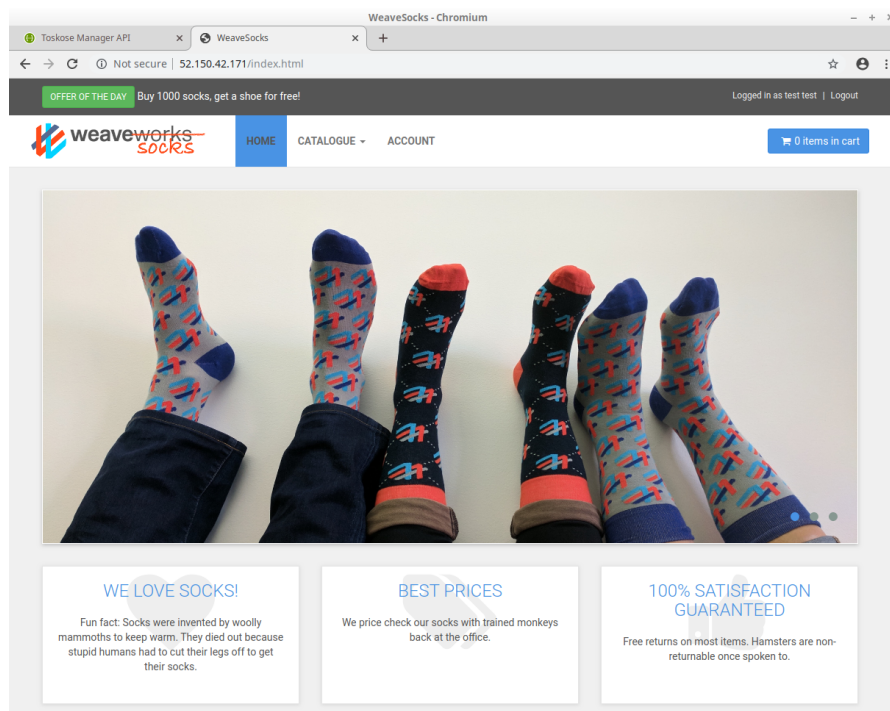 WeaveSocks - Chromium
Toskose Manager API
WeaveSocks
Not secure | 52.150.42.171/index.html
OFFER OF THE DAY Buy 1000 socks, get a shoe for free!
Logged in as test test | Logout
weaveworks
socks
HOME
CATALOGUE
ACCOUNT
0 items in cart
WE LOVE SOCKS!
Fun fact: Socks were invented by woolly
mammoths to keep warm. They died out because
stupid humans had to cut their legs off to get
their socks.
BEST PRICES
We price check our socks with trained monkeys
back at the office.
100% SATISFACTION
GUARANTEED
Free returns on most items. Hamsters are non-
returnable once spoken to.